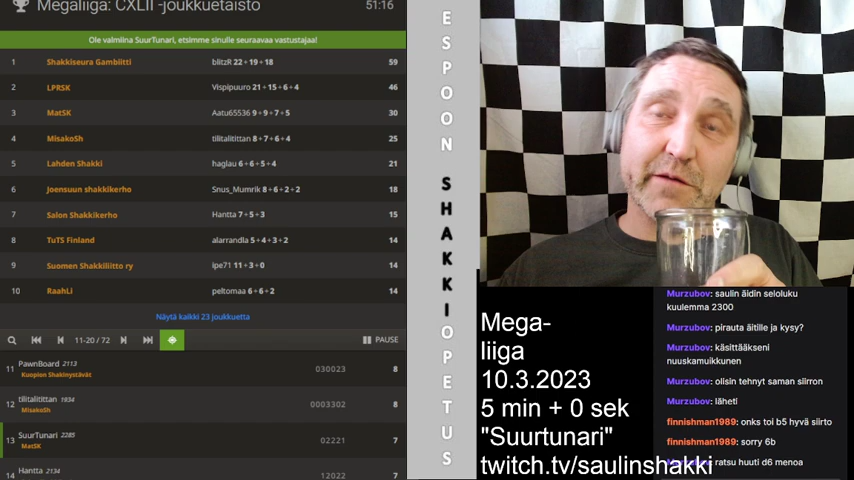 Megaliiga: CXLII -joukkuetaisto 51:16
Ole valmiina SuurTunari, etsimme sinulle seuraavaa vastustajaa!
1 Shakkiseura Gambiitti blitzR 22+19+18 59
2 LPRSK Vispipuuro 21+15+6+4 46
3 MatSK Aatu65536 9+9+7+5 30
4 MisakoSh tilitalitittan 8+7+6+4 25
5 Lahden Shakki haglau 6+6+5+4 21
6 Joensuun shakkikerho Snus_Mumrik 8+6+2+2 18
7 Salon Shakkikerho Hantta 7+5+3 15
8 TuTS Finland alarrandla 5+4+3+2 14
9 Suomen Shakkiliitto ry ipe71 11+3+0 14
10 RaahLi peltomaa 6+6+2 14
Näytä kaikki 23 joukkuetta
11-20 / 72 PAUSE
11 PawnBoard 2113 030023 8
Kuopion Shakinystävät
12 tilitalitittan 1934 0003302 8
MisakoSh
13 SuurTunari 2285 02221 7
MatSK
14 Hantta 2134 12022 7
ESPOON SHAKKIOPETUS
Mega-
liiga
10.3.2023
5 min + 0 sek
"Suurtunari"
twitch.tv/saulinshakki
Murzubov: saulin äidin seloluku
kuulemma 2300
Murzubov: pirauta äitille ja kysy?
Murzubov: käsittääkseni
nuuskamuikkunen
Murzubov: olisin tehnyt saman siirron
Murzubov: läheti
finnishman1989: onks toi b5 hyvä siirto
finnishman1989: sorry 6b
Murzubov: ratsu huuti d6 menoa